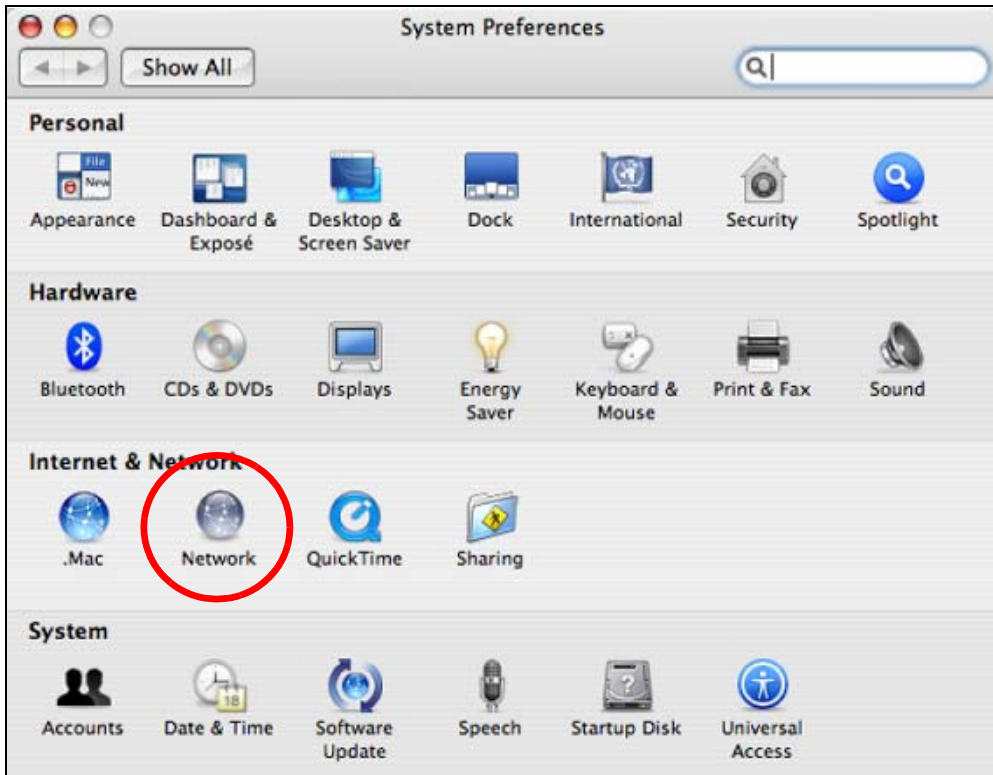 System Preferences
Show All
Personal
File
New
Appearance
Dashboard &
Exposé
Desktop &
Screen Saver
Dock
International
Security
Spotlight
Hardware
Bluetooth
CDs & DVDs
Displays
Energy
Saver
Keyboard &
Mouse
Print & Fax
Sound
Internet & Network
.Mac
Network
QuickTime
Sharing
System
18
?
Accounts
Date & Time
Software
Update
Speech
Startup Disk
Universal
Access